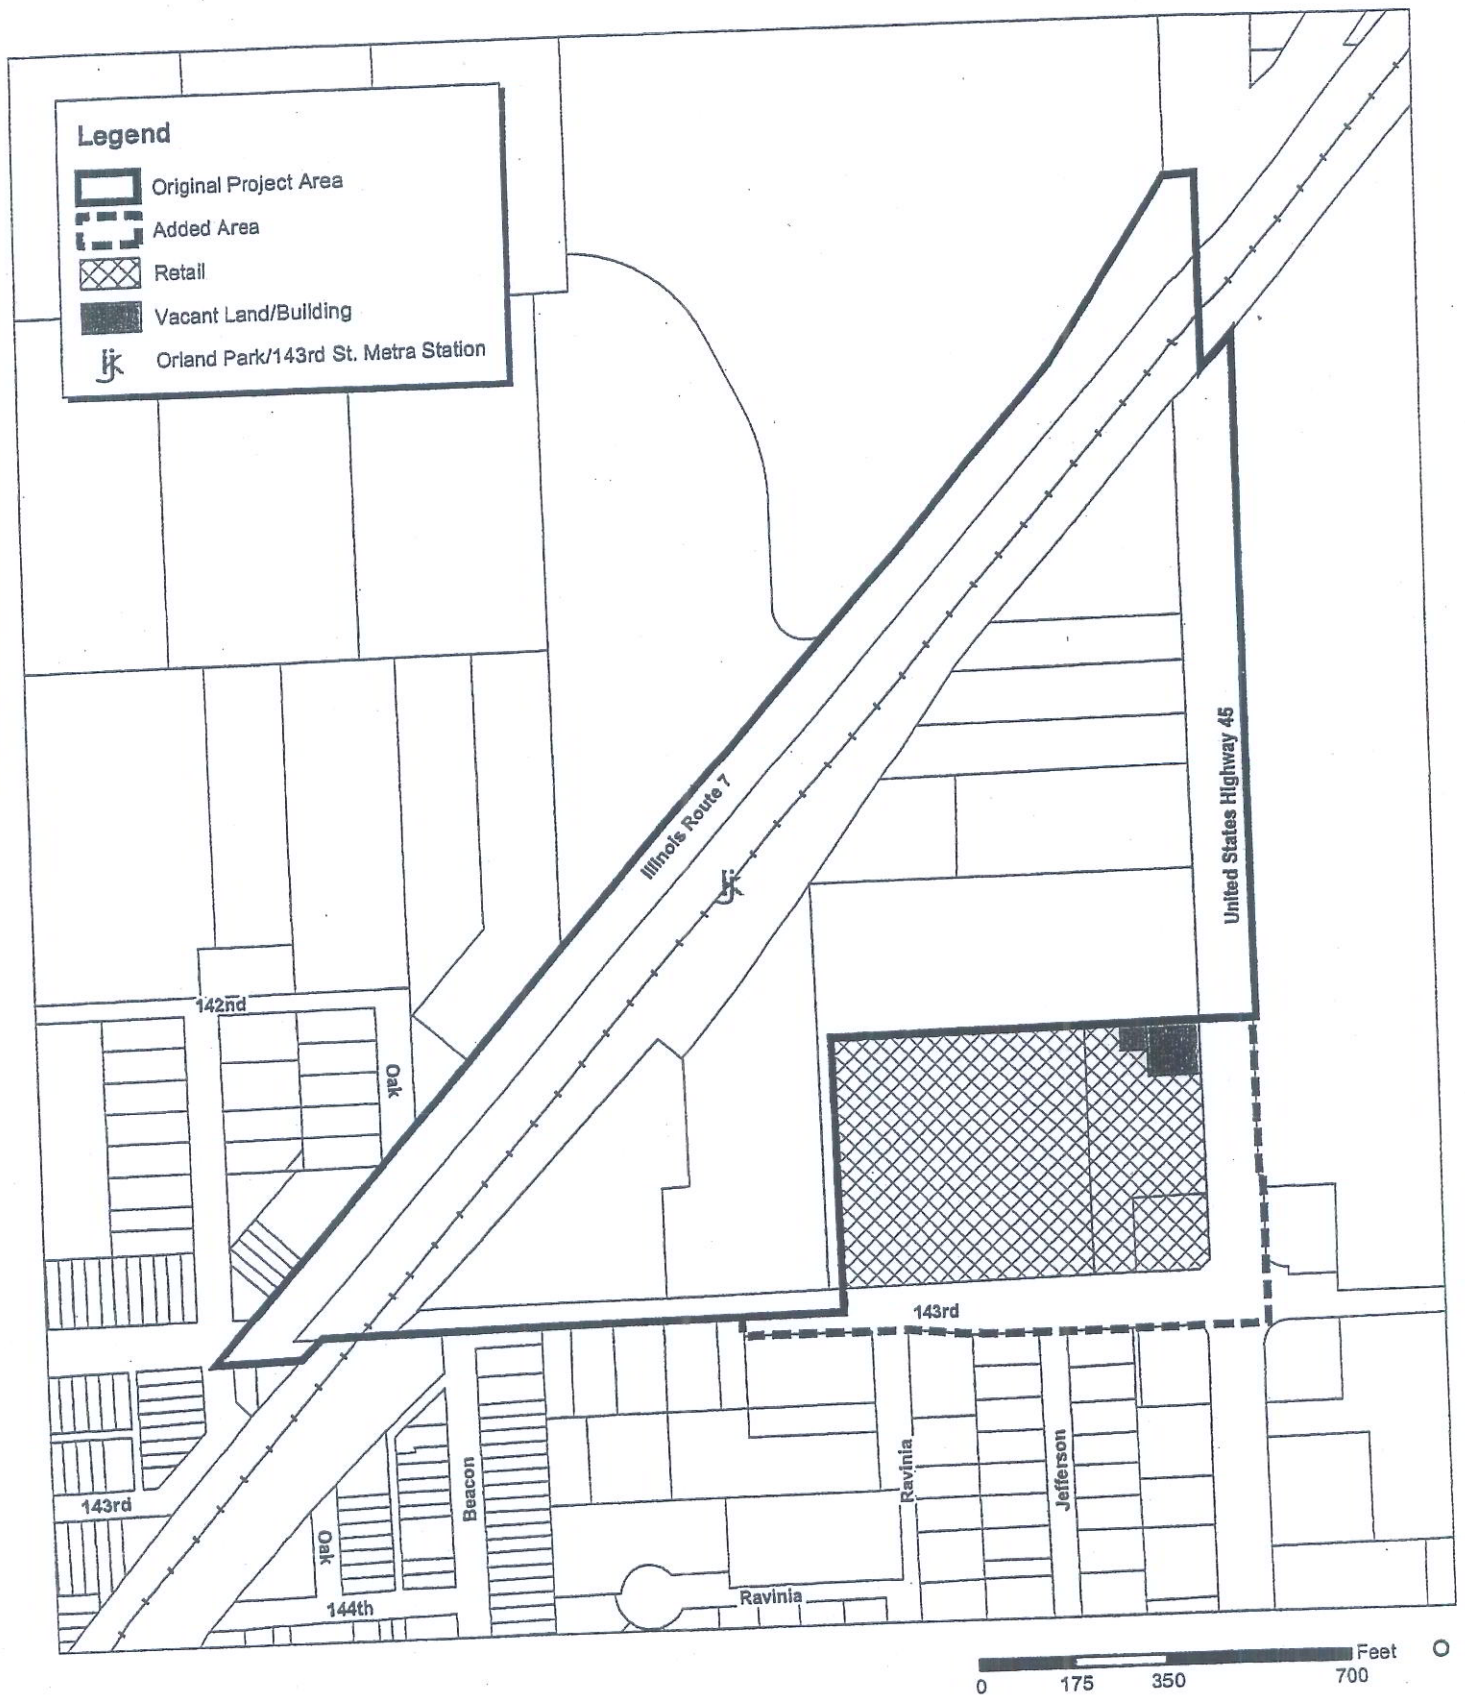 Legend
Original Project Area
Added Area
Retail
Vacant Land/Building
Orland Park/143rd St. Metra Station
Illinois Route 7
United States Highway 45
142nd
Oak
143rd
143rd
Oak
Beacon
Ravinia
Jefferson
144th
Ravinia
Feet
0
175
350
700